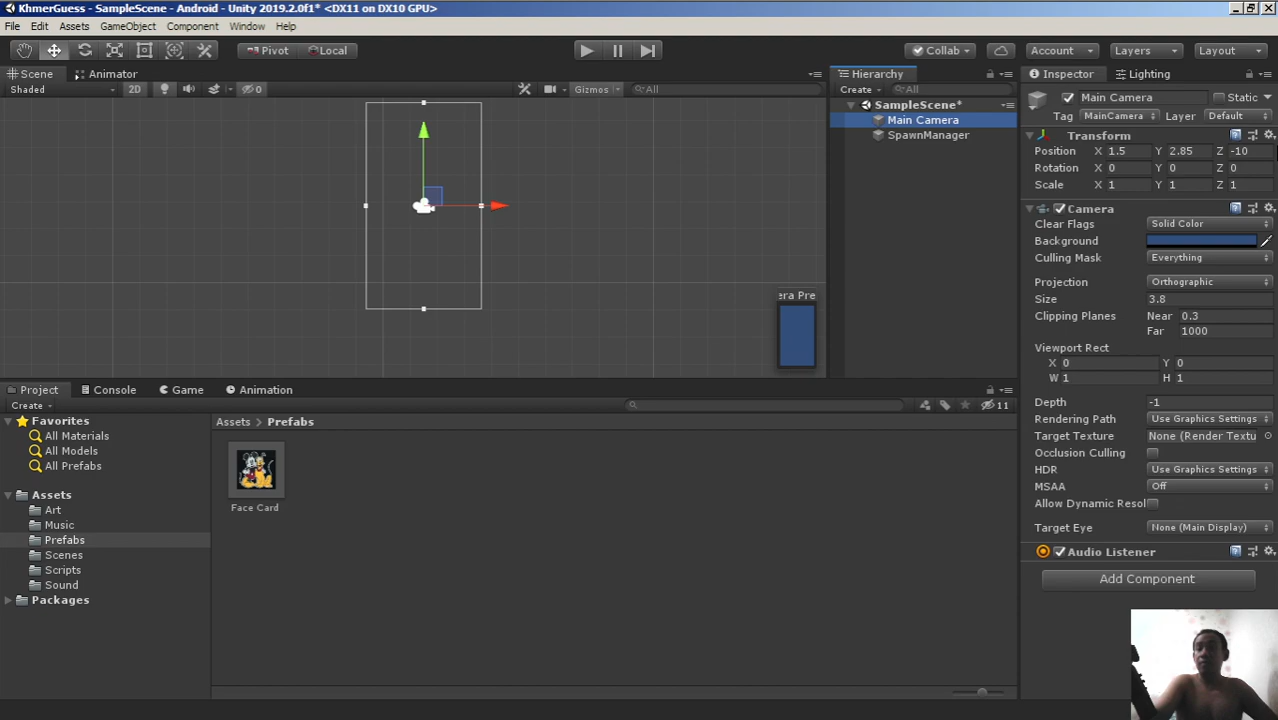 KhmerGuess - SampleScene - Android - Unity 2019.2.0f1* <DX11 on DX10 GPU>
File Edit Assets GameObject Component Window Help
Pivot Local Collab Account Layers Layout
Scene Animator
Shaded 2D 0 Gizmos All
era Pre
Hierarchy
Create All
SampleScene*
Main Camera
SpawnManager
Inspector Lighting
Main Camera Static
Tag MainCamera Layer Default
Transform
Position X 1.5 Y 2.85 Z -10
Rotation X 0 Y 0 Z 0
Scale X 1 Y 1 Z 1
Camera
Clear Flags Solid Color
Background
Culling Mask Everything
Projection Orthographic
Size 3.8
Clipping Planes Near 0.3
Far 1000
Viewport Rect
X 0 Y 0
W 1 H 1
Depth -1
Rendering Path Use Graphics Settings
Target Texture None (Render Textu
Occlusion Culling
HDR Use Graphics Settings
MSAA Off
Allow Dynamic Resol
Target Eye None (Main Display)
Audio Listener
Add Component
Project Console Game Animation
Create 11
Favorites
All Materials
All Models
All Prefabs
Assets
Art
Music
Prefabs
Scenes
Scripts
Sound
Packages
Assets Prefabs
Face Card